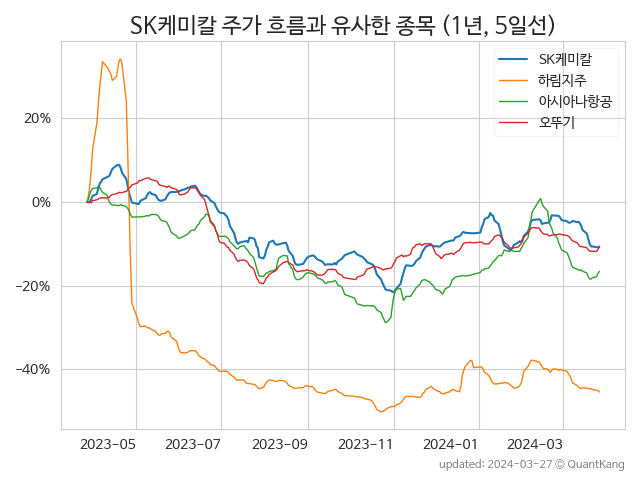 SK케미칼 주가 흐름과 유사한 종목 (1년, 5일선)
SK케미칼
하림지주
아시아나항공
오뚜기
20%
0%
−20%
−40%
2023-05 2023-07 2023-09 2023-11 2024-01 2024-03
updated: 2024-03-27 © QuantKang